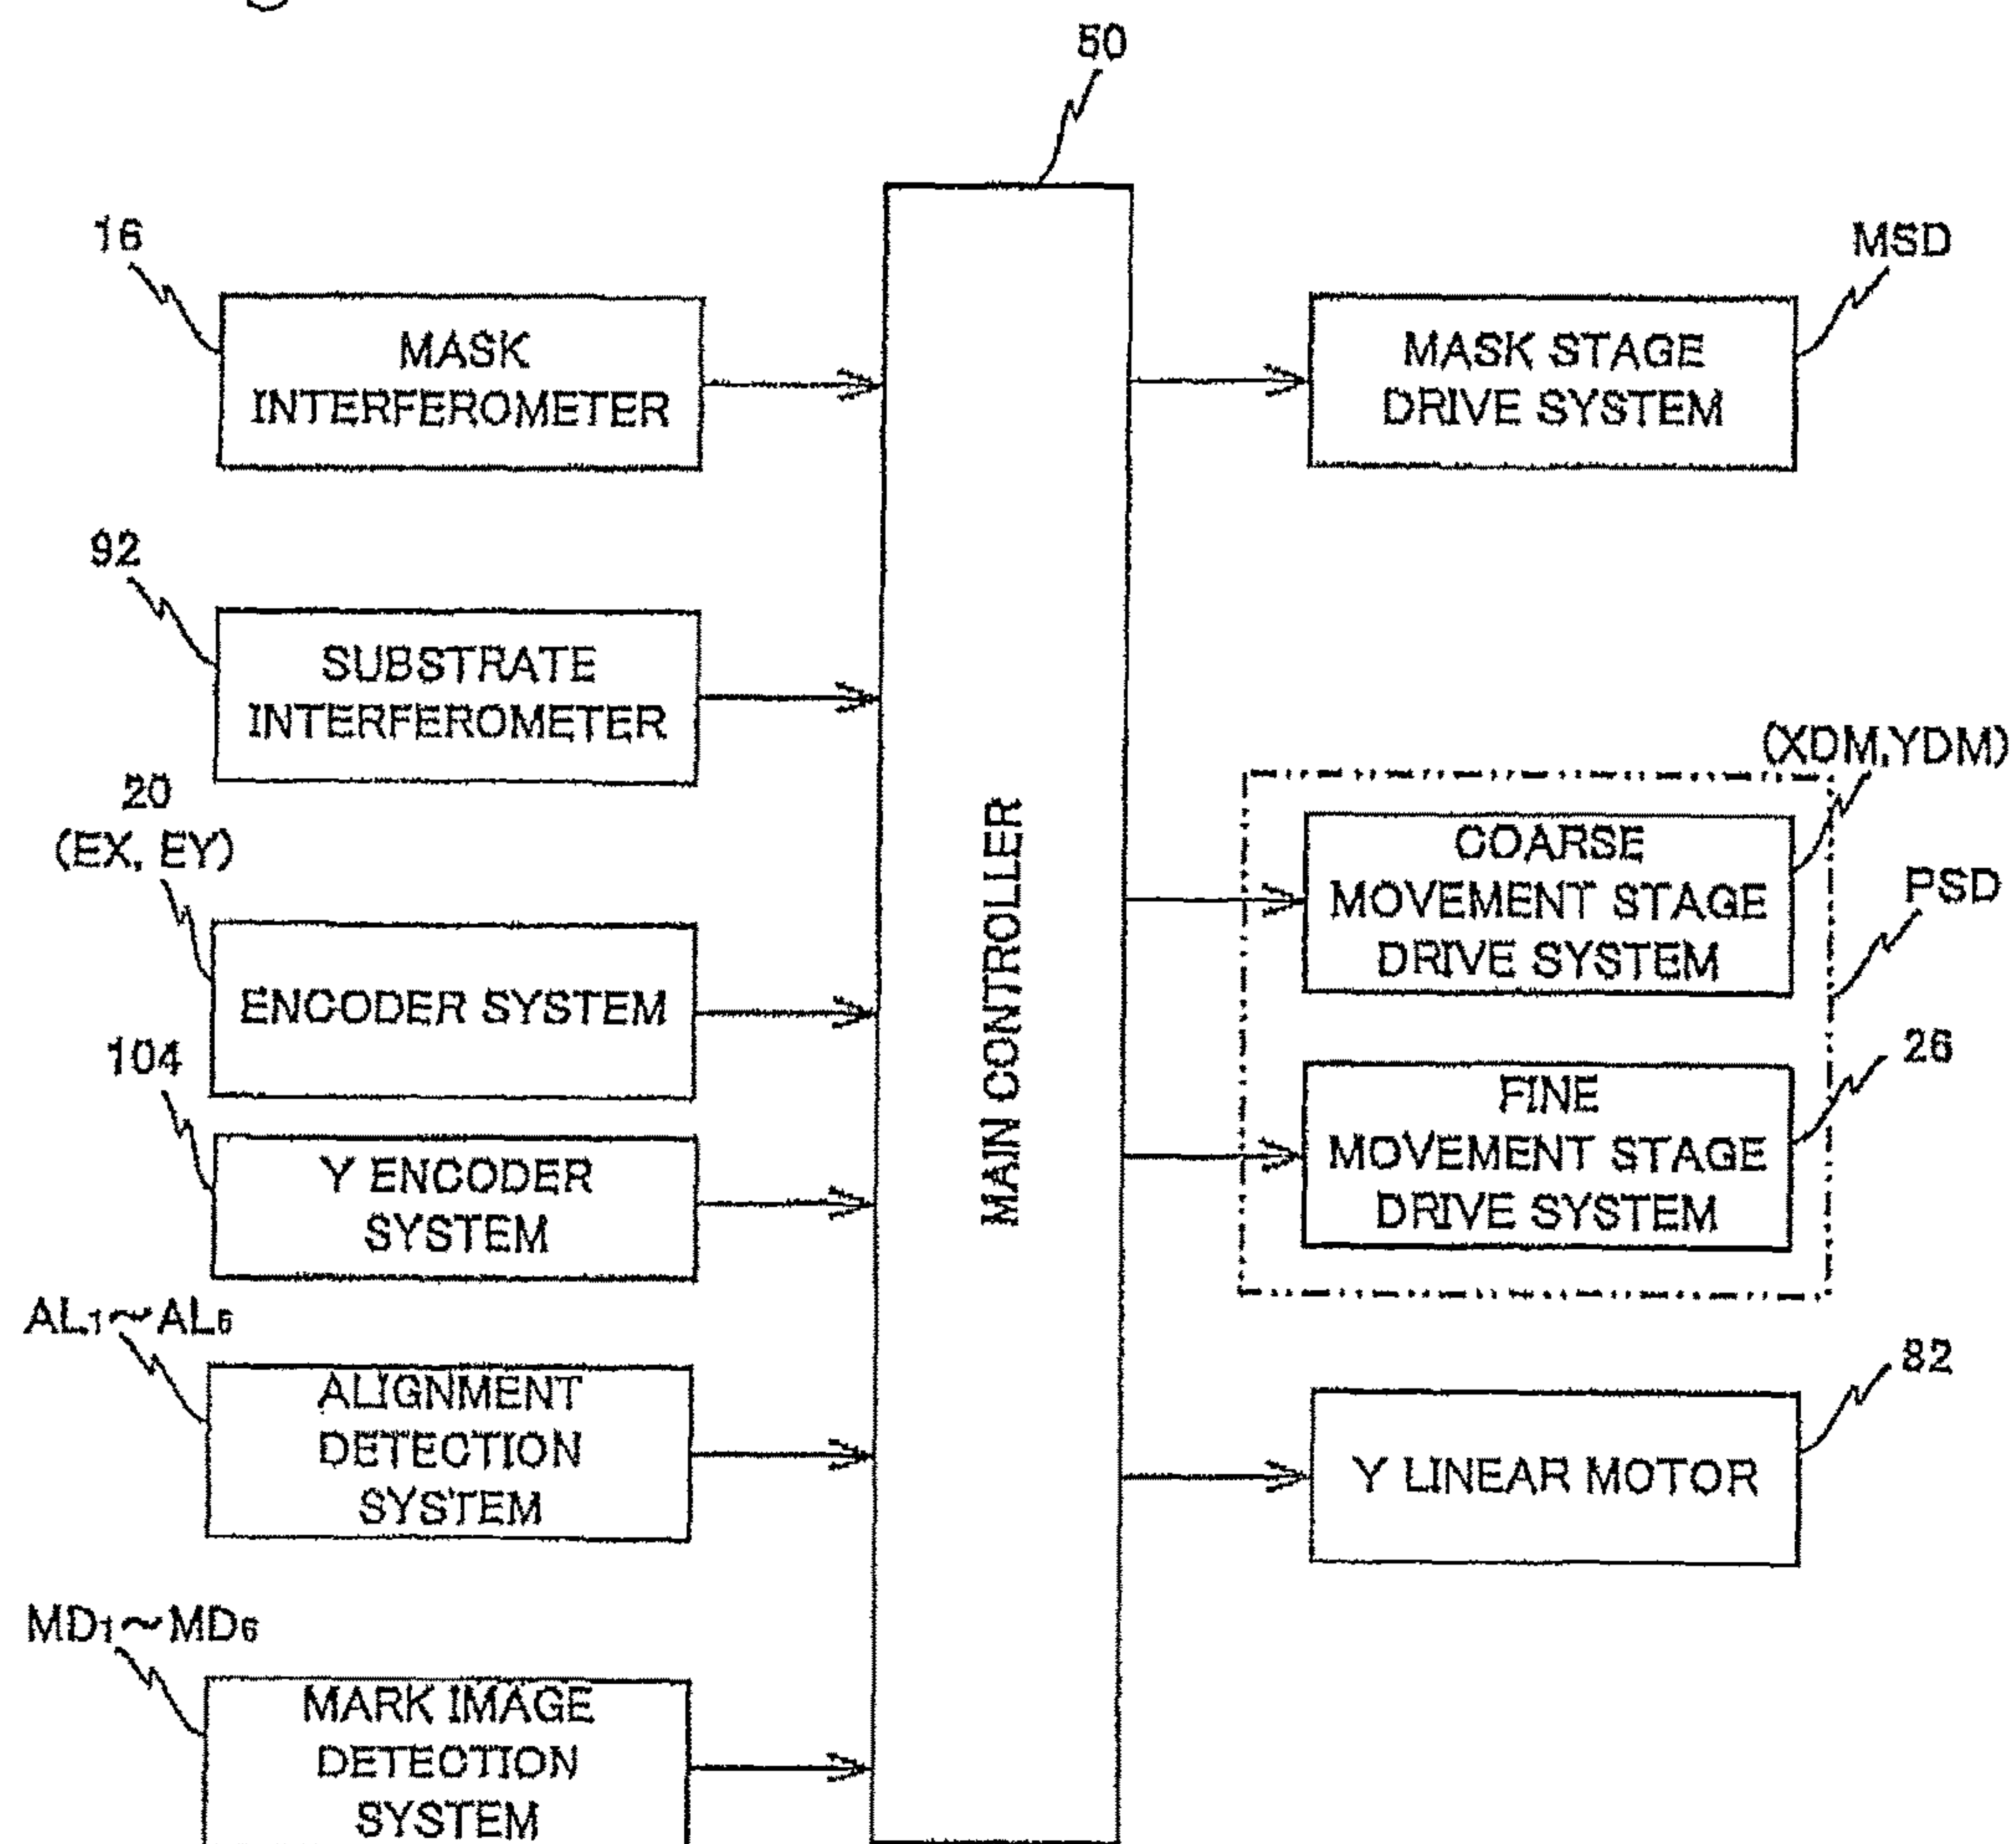 50
16
MASK
INTERFEROMETER
MSD
MASK STAGE
DRIVE SYSTEM
92
SUBSTRATE
INTERFEROMETER
20
(EX, EY)
ENCODER SYSTEM
104
Y ENCODER
SYSTEM
AL1~AL6
ALIGNMENT
DETECTION
SYSTEM
MD1~MD6
MARK IMAGE
DETECTION
SYSTEM
MAIN CONTROLLER
(XDM,YDM)
COARSE
MOVEMENT STAGE
DRIVE SYSTEM
PSD
26
FINE
MOVEMENT STAGE
DRIVE SYSTEM
82
Y LINEAR MOTOR